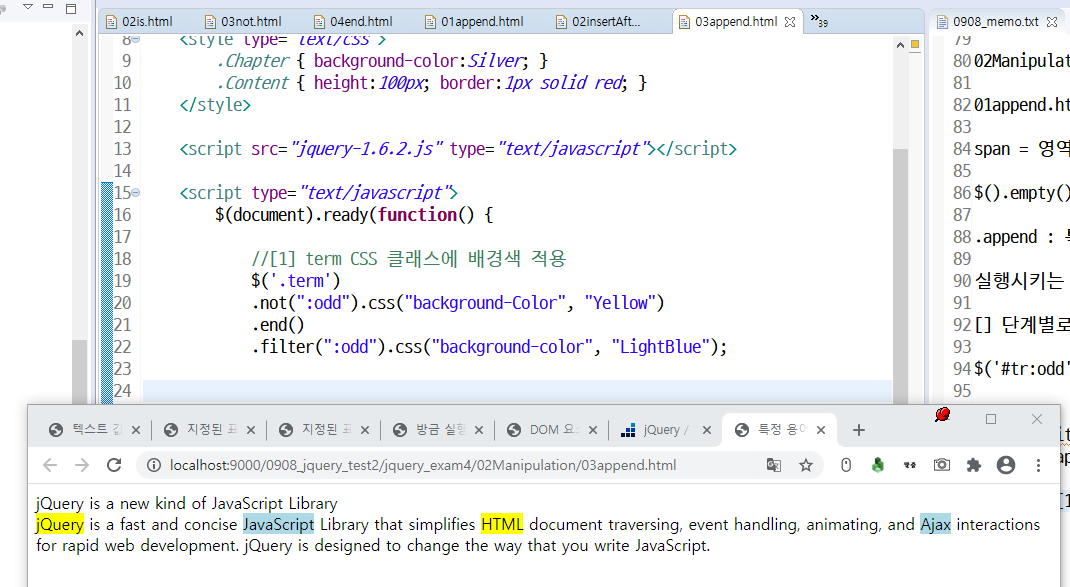 02is.html 03not.html 04end.html 01append.html 02insertAft... 03append.html »39 0908_memo.txt
8 <style type="text/css">
9 .Chapter { background-color:Silver; }
10 .Content { height:100px; border:1px solid red; }
11 </style>
12
13 <script src="jquery-1.6.2.js" type="text/javascript"></script>
14
15 <script type="text/javascript">
16 $(document).ready(function() {
17
18 //[1] term CSS 클래스에 배경색 적용
19 $('.term')
20 .not(":odd").css("background-Color", "Yellow")
21 .end()
22 .filter(":odd").css("background-color", "LightBlue");
23
24
79
80 02Manipulat
81
82 01append.ht
83
84 span = 영역
85
86 $().empty()
87
88 .append :
89
90 실행시키는
91
92 [] 단계별로
93
94 $('#tr:odd'
95
텍스트 지정된 지정된 방금 실행 DOM 요소 jQuery / 특정 용어
localhost:9000/0908_jquery_test2/jquery_exam4/02Manipulation/03append.html
jQuery is a new kind of JavaScript Library
jQuery is a fast and concise JavaScript Library that simplifies HTML document traversing, event handling, animating, and Ajax interactions
for rapid web development. jQuery is designed to change the way that you write JavaScript.